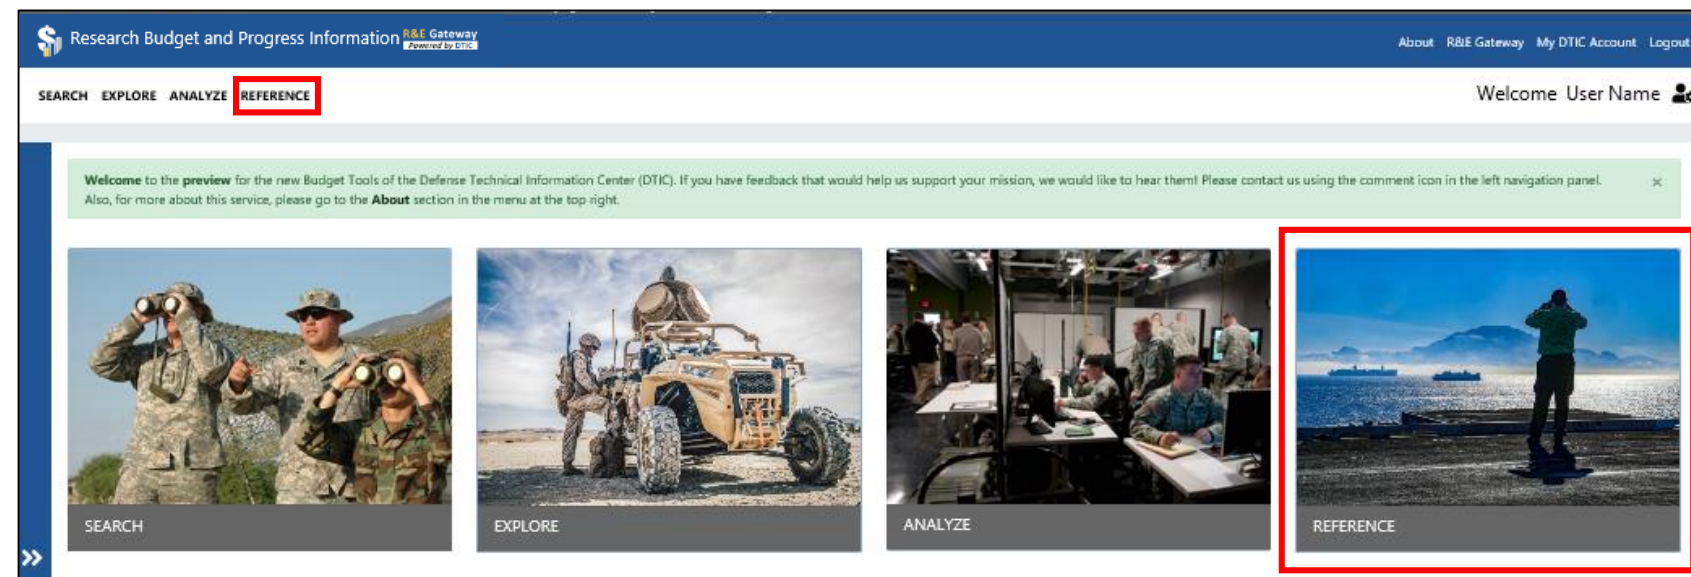 Research Budget and Progress Information R&E Gateway
Powered by DTIC
About R&E Gateway My DTIC Account Logout
SEARCH EXPLORE ANALYZE REFERENCE
Welcome User Name
Welcome to the preview for the new Budget Tools of the Defense Technical Information Center (DTIC). If you have feedback that would help us support your mission, we would like to hear them! Please contact us using the comment icon in the left navigation panel.
Also, for more about this service, please go to the About section in the menu at the top right.
SEARCH
EXPLORE
ANALYZE
REFERENCE